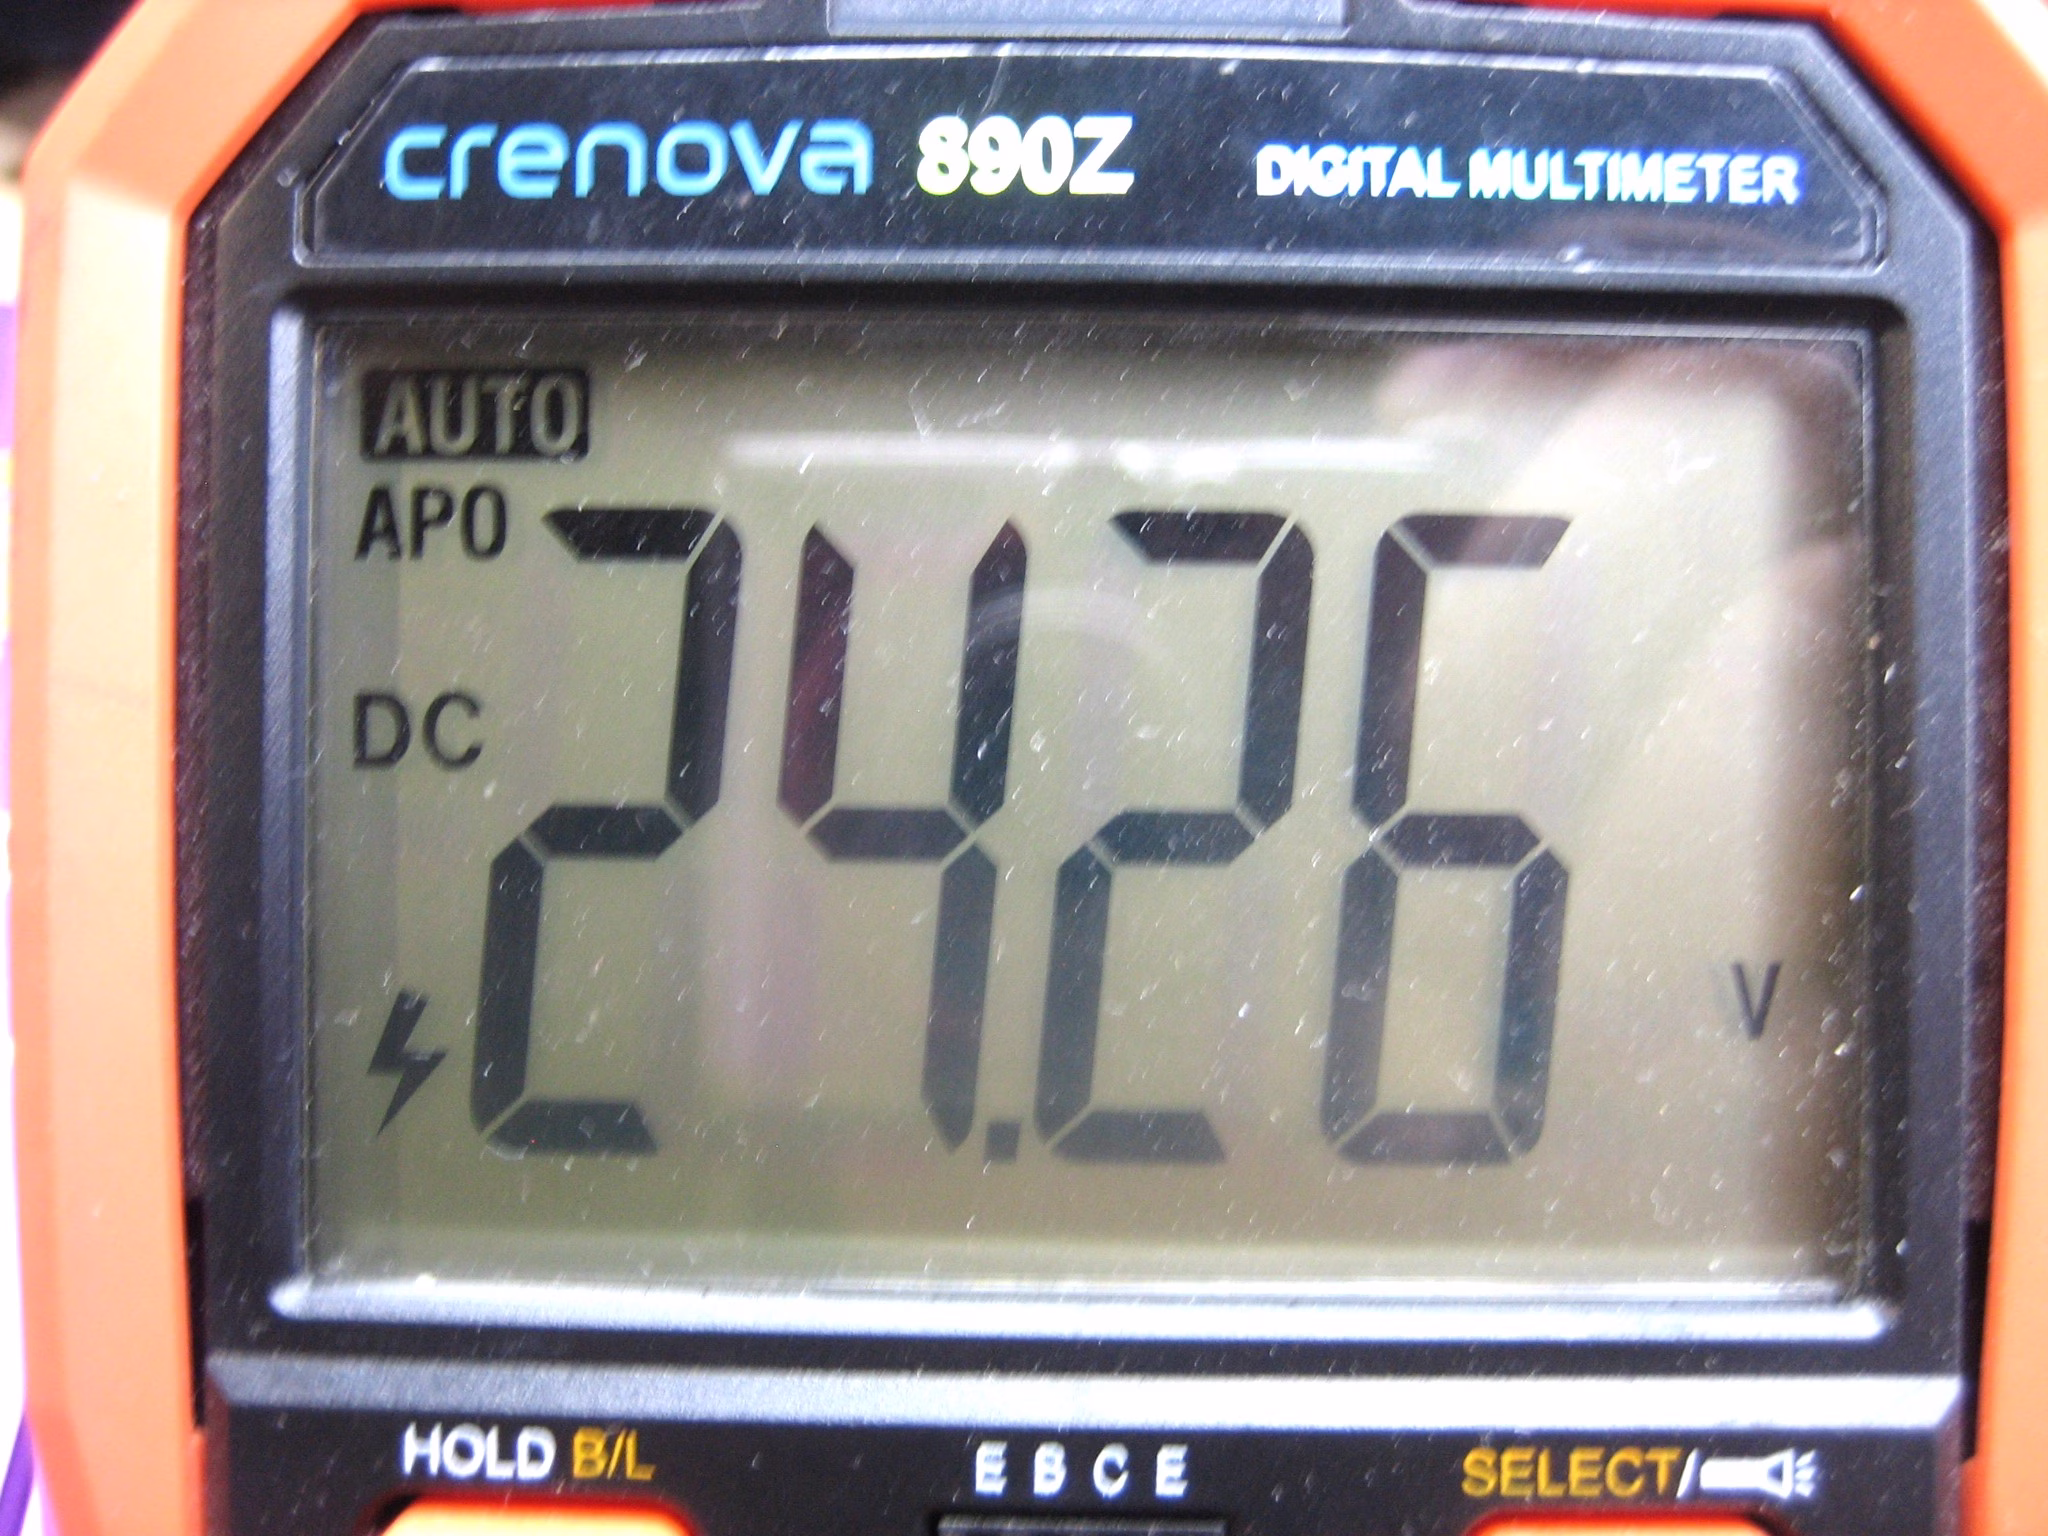 crenova 890Z DIGITAL MULTIMETER
AUTO
APO
DC
24.26 V
HOLD B/L E B C E SELECT/